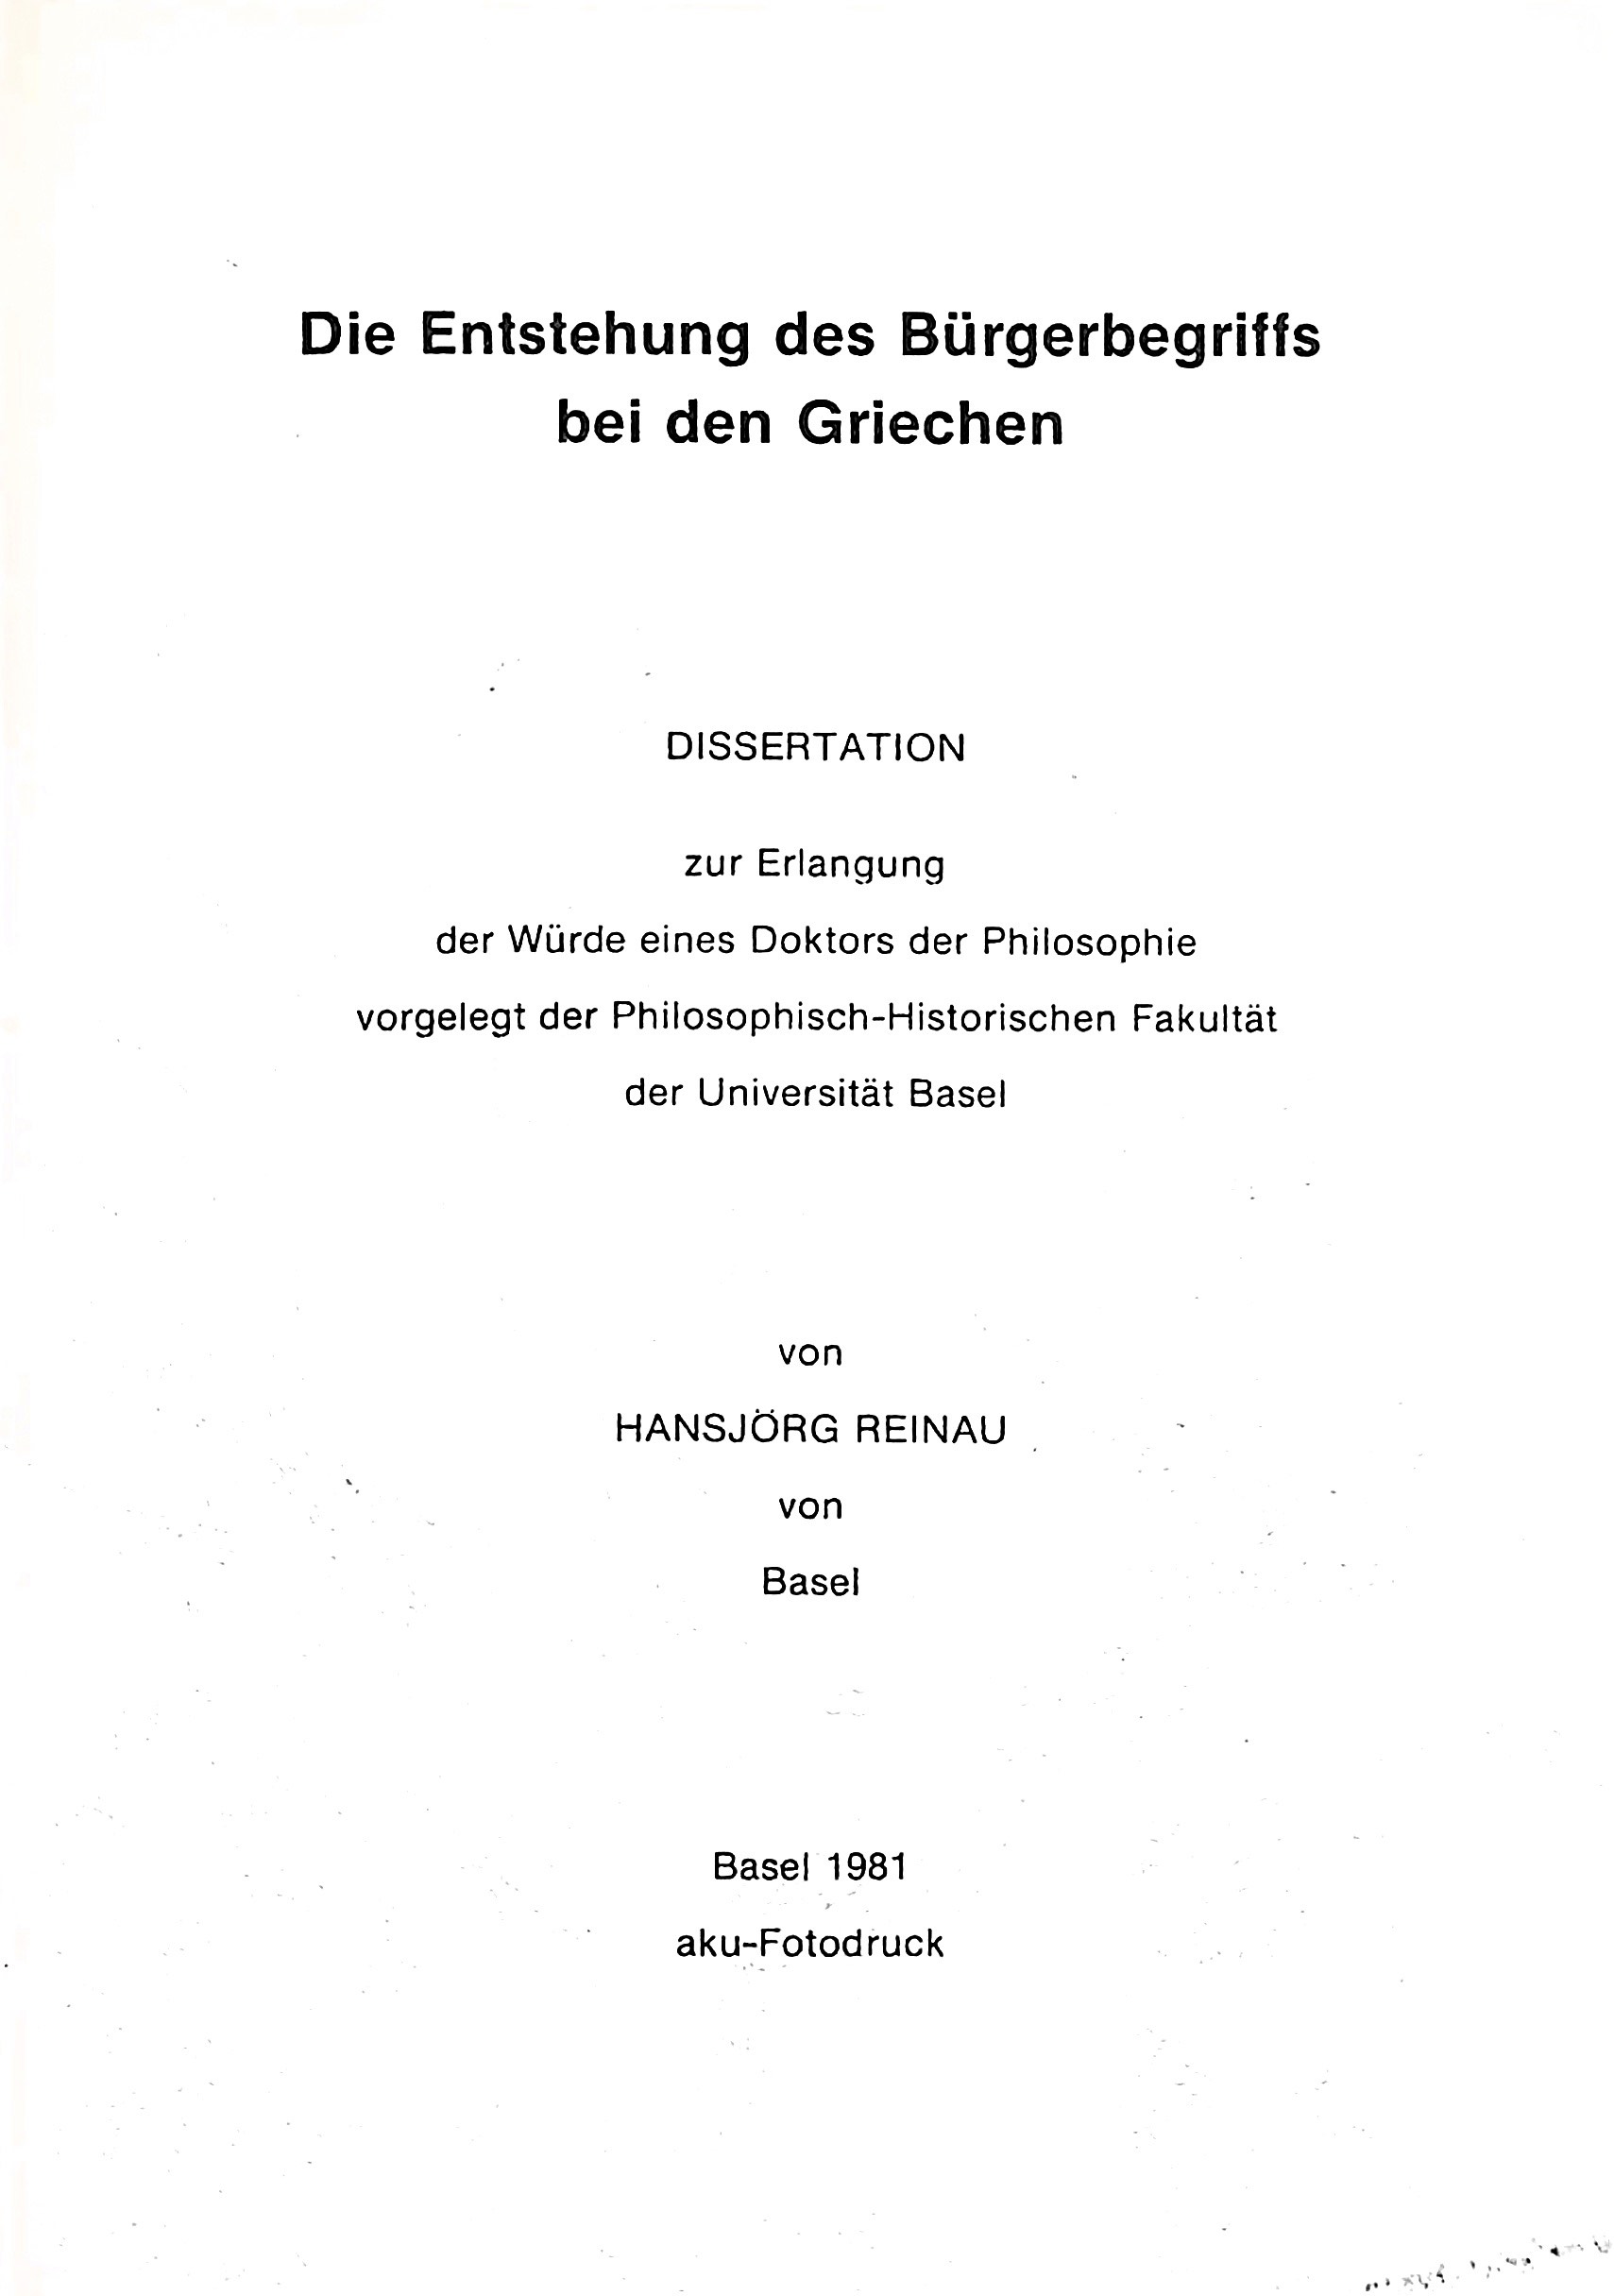 Die Entstehung des Bürgerbegriffs
bei den Griechen
DISSERTATION
zur Erlangung
der Würde eines Doktors der Philosophie
vorgelegt der Philosophisch-Historischen Fakultät
der Universität Basel
von
HANSJÖRG REINAU
von
Basel
Basel 1981
aku-Fotodruck